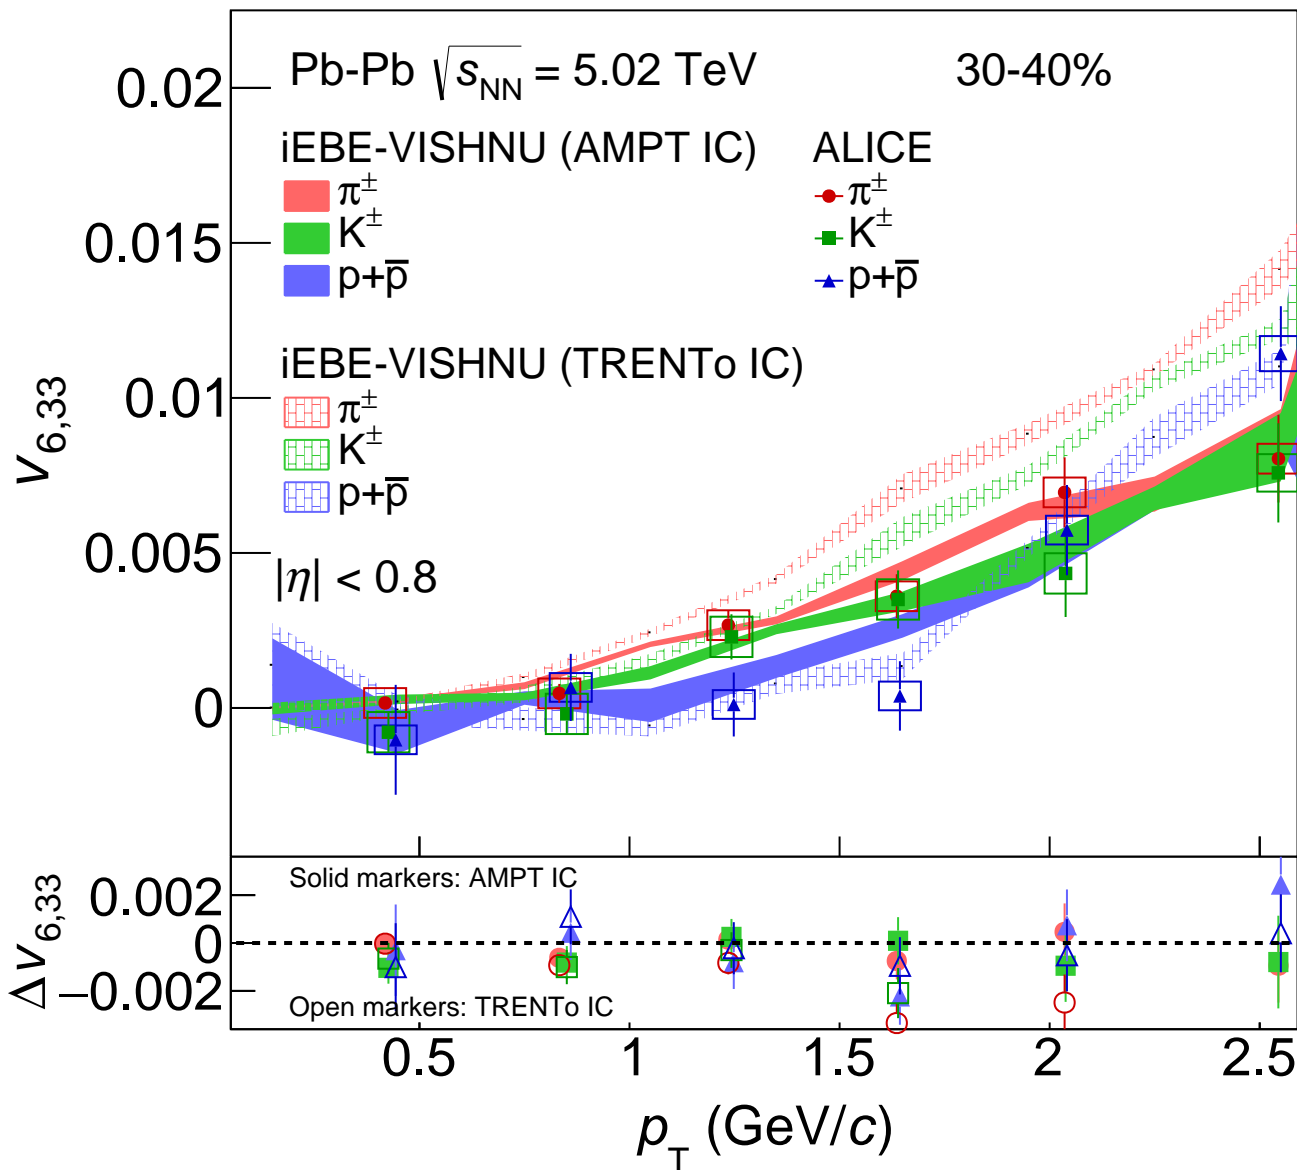 Pb-Pb √s_NN = 5.02 TeV 30-40%
iEBE-VISHNU (AMPT IC)
π±
K±
p+p̅
ALICE
π±
K±
p+p̅
iEBE-VISHNU (TRENTo IC)
π±
K±
p+p̅
|η| < 0.8
v6,33
0.02
0.015
0.01
0.005
0
Δv6,33
0.002
0
−0.002
Solid markers: AMPT IC
Open markers: TRENTo IC
0.5 1 1.5 2 2.5
pT (GeV/c)